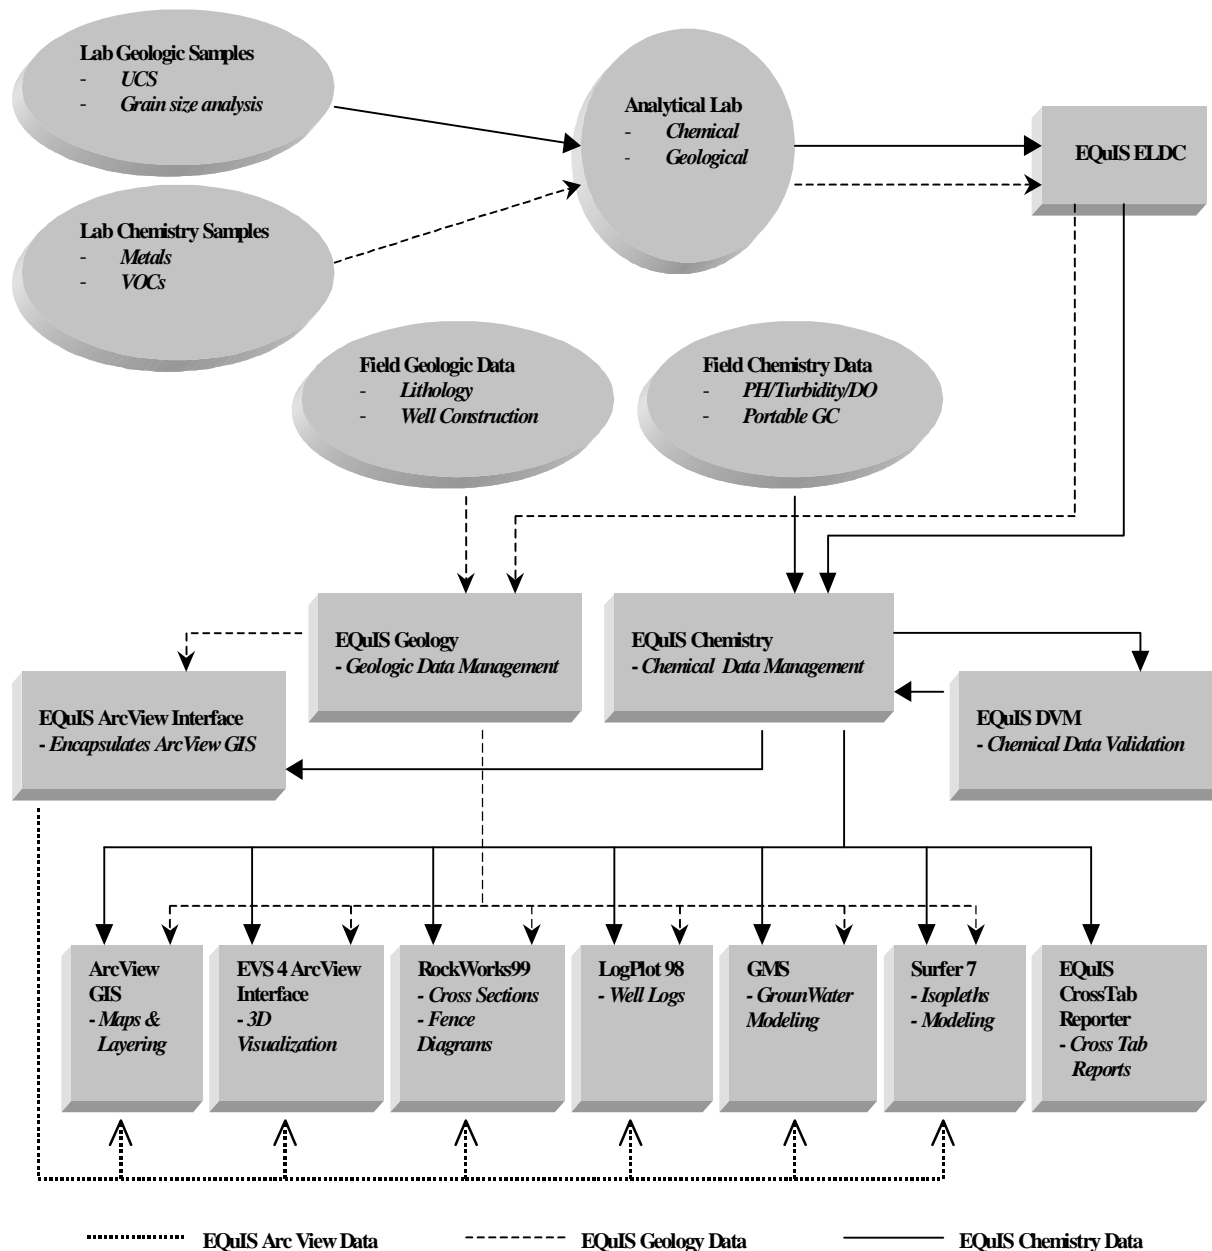 Lab Geologic Samples
- UCS
- Grain size analysis
Analytical Lab
- Chemical
- Geological
EQuIS ELDC
Lab Chemistry Samples
- Metals
- VOCs
Field Geologic Data
- Lithology
- Well Construction
Field Chemistry Data
- PH/Turbidity/DO
- Portable GC
EQuIS Geology
- Geologic Data Management
EQuIS Chemistry
- Chemical Data Management
EQuIS ArcView Interface
- Encapsulates ArcView GIS
EQuIS DVM
- Chemical Data Validation
ArcView
GIS
- Maps &
Layering
EVS 4 ArcView
Interface
- 3D
Visualization
RockWorks99
- Cross Sections
- Fence
Diagrams
LogPlot 98
- Well Logs
GMS
- GrounWater
Modeling
Surfer 7
- Isopleths
- Modeling
EQuIS
CrossTab
Reporter
- Cross Tab
Reports
EQuIS Arc View Data
EQuIS Geology Data
EQuIS Chemistry Data